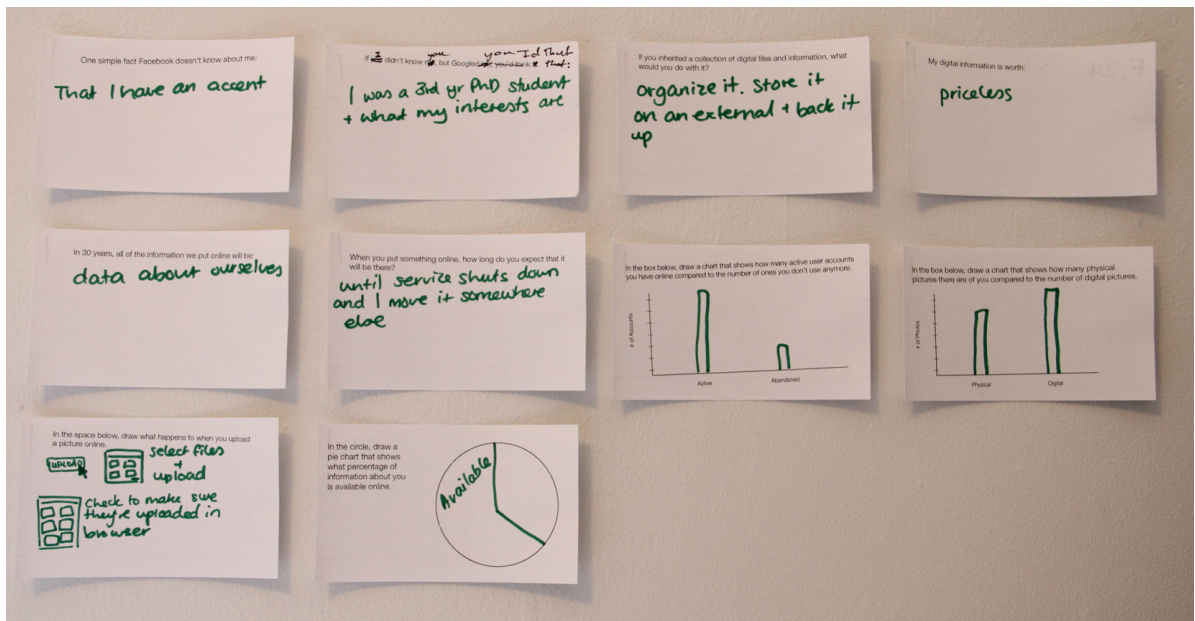 One simple fact Facebook doesn't know about me:
That I have an accent
I you you I'd think
If didn't know , but Googled you'd think that:
I was a 3rd yr PhD student
+ what my interests are
If you inherited a collection of digital files and information, what
would you do with it?
organize it. store it
on an external + back it
up
My digital information is worth:
priceless
In 30 years, all of the information we put online will be:
data about ourselves
When you put something online, how long do you expect that it
will be there?
until service shuts down
and I move it somewhere
else
In the box below, draw a chart that shows how many active user accounts
you have online compared to the number of ones you don't use anymore.
# of Accounts
Active
Abandoned
In the box below, draw a chart that shows how many physical
pictures there are of you compared to the number of digital pictures.
# of Photos
Physical
Digital
In the space below, draw what happens to when you upload
a picture online.
upload
select files
+
upload
Check to make sure
they're uploaded in
browser
In the circle, draw a
pie chart that shows
what percentage of
information about you
is available online.
Available